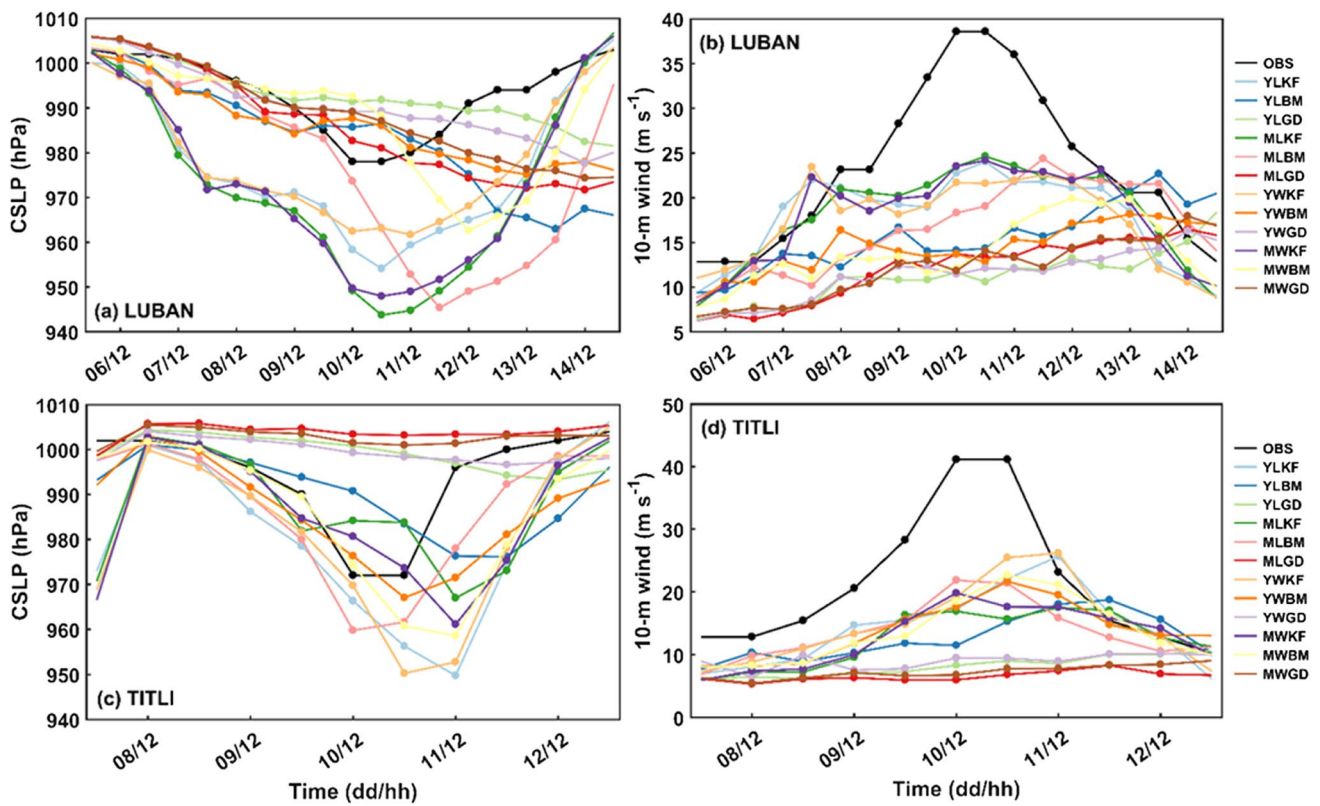 1010
1000
990
980
970
960
950
940
CSLP (hPa)
(a) LUBAN
06/12
07/12
08/12
09/12
10/12
11/12
12/12
13/12
14/12
40
35
30
25
20
15
10
5
10-m wind (m s-1)
(b) LUBAN
06/12
07/12
08/12
09/12
10/12
11/12
12/12
13/12
14/12
OBS
YLKF
YLBM
YLGD
MLKF
MLBM
MLGD
YWKF
YWBM
YWGD
MWKF
MWBM
MWGD
1010
1000
990
980
970
960
950
940
CSLP (hPa)
(c) TITLI
08/12
09/12
10/12
11/12
12/12
Time (dd/hh)
50
40
30
20
10
0
10-m wind (m s-1)
(d) TITLI
08/12
09/12
10/12
11/12
12/12
Time (dd/hh)
OBS
YLKF
YLBM
YLGD
MLKF
MLBM
MLGD
YWKF
YWBM
YWGD
MWKF
MWBM
MWGD